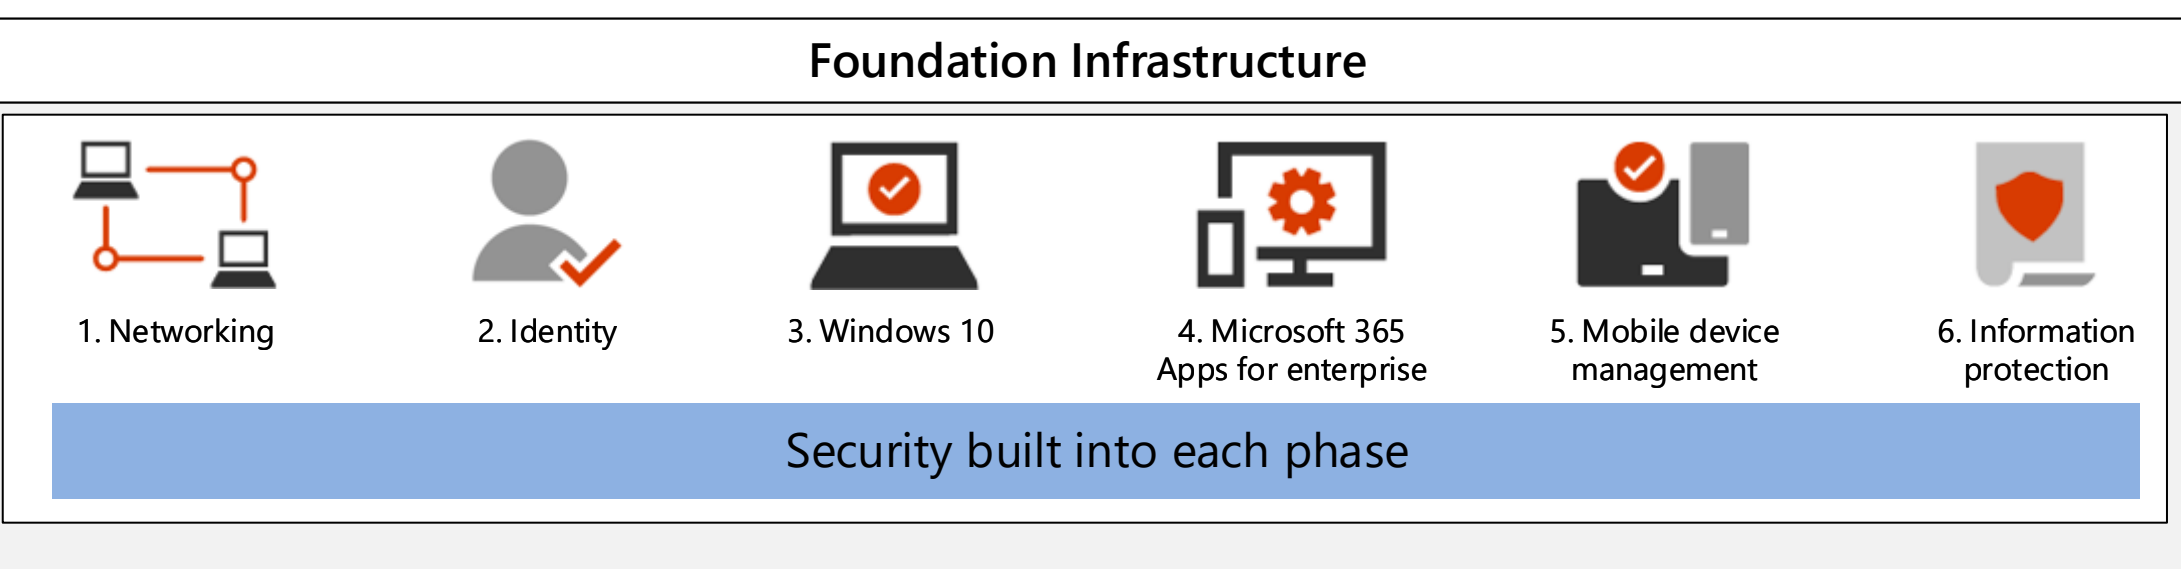 Foundation Infrastructure
1. Networking
2. Identity
3. Windows 10
4. Microsoft 365
Apps for enterprise
5. Mobile device
management
6. Information
protection
Security built into each phase